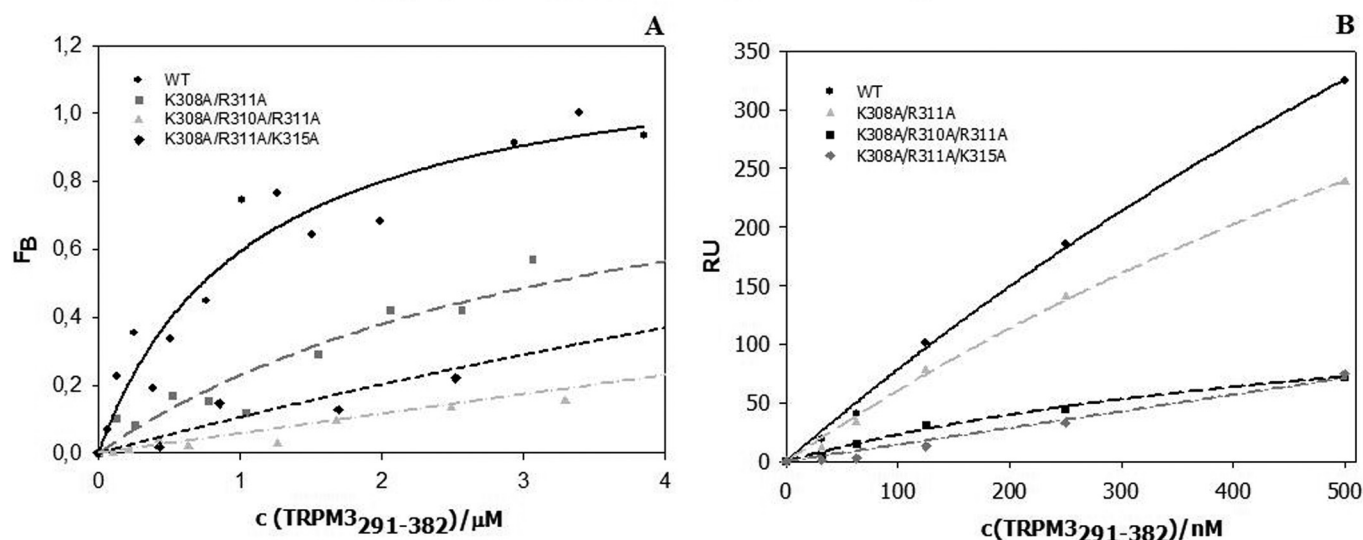 A
1,2
1,0
0,8
0,6
0,4
0,2
0,0
F_B
WT
K308A/R311A
K308A/R310A/R311A
K308A/R311A/K315A
0 1 2 3 4
c (TRPM3291-382)/µM
B
350
300
250
200
150
100
50
0
RU
WT
K308A/R311A
K308A/R310A/R311A
K308A/R311A/K315A
0 100 200 300 400 500
c(TRPM3291-382)/nM